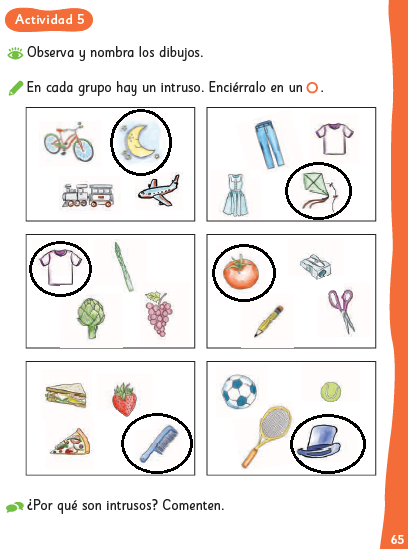 Actividad 5
Observa y nombra los dibujos.
En cada grupo hay un intruso. Enciérralo en un .
¿Por qué son intrusos? Comenten.
65